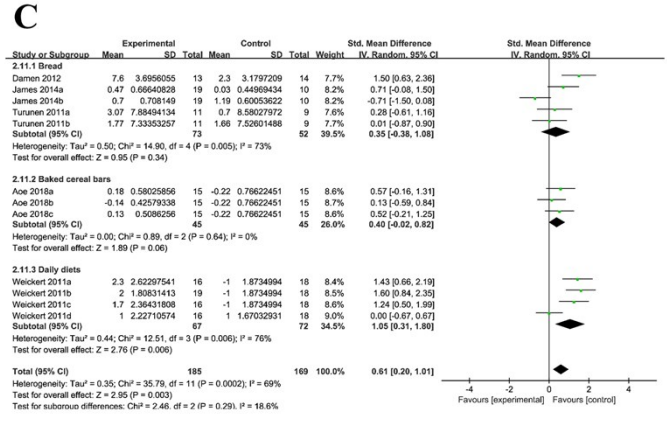 C
Experimental Control Std. Mean Difference Std. Mean Difference
Study or Subgroup Mean SD Total Mean SD Total Weight IV. Random. 95% CI IV. Random. 95% CI
2.11.1 Bread
Damen 2012 7.6 3.6956055 13 2.3 3.1797209 14 7.7% 1.50 [0.63, 2.36]
James 2014a 0.47 0.66640828 19 0.03 0.44969434 10 8.2% 0.71 [-0.08, 1.50]
James 2014b 0.7 0.708149 19 1.19 0.60053622 10 8.2% -0.71 [-1.50, 0.08]
Turunen 2011a 3.07 7.88494134 11 0.7 8.58027972 9 7.6% 0.28 [-0.61, 1.16]
Turunen 2011b 1.77 7.33353257 11 1.66 7.52601488 9 7.7% 0.01 [-0.87, 0.90]
Subtotal (95% CI) 73 52 39.5% 0.35 [-0.38, 1.08]
Heterogeneity: Tau² = 0.50; Chi² = 14.90, df = 4 (P = 0.005); I² = 73%
Test for overall effect: Z = 0.95 (P = 0.34)
2.11.2 Baked cereal bars
Aoe 2018a 0.18 0.58025856 15 -0.22 0.76622451 15 8.6% 0.57 [-0.16, 1.31]
Aoe 2018b -0.14 0.42579338 15 -0.22 0.76622451 15 8.8% 0.13 [-0.59, 0.84]
Aoe 2018c 0.13 0.5086256 15 -0.22 0.76622451 15 8.7% 0.52 [-0.21, 1.25]
Subtotal (95% CI) 45 45 26.0% 0.40 [-0.02, 0.82]
Heterogeneity: Tau² = 0.00; Chi² = 0.89, df = 2 (P = 0.64); I² = 0%
Test for overall effect: Z = 1.89 (P = 0.06)
2.11.3 Daily diets
Weickert 2011a 2.3 2.62297541 16 -1 1.8734994 18 8.4% 1.43 [0.66, 2.19]
Weickert 2011b 2 1.80831413 19 -1 1.8734994 18 8.5% 1.60 [0.84, 2.35]
Weickert 2011c 1.7 2.36431808 16 -1 1.8734994 18 8.6% 1.24 [0.50, 1.99]
Weickert 2011d 1 2.22710574 16 1 1.67032931 18 9.0% 0.00 [-0.67, 0.67]
Subtotal (95% CI) 67 72 34.5% 1.05 [0.31, 1.80]
Heterogeneity: Tau² = 0.44; Chi² = 12.51, df = 3 (P = 0.006); I² = 76%
Test for overall effect: Z = 2.76 (P = 0.006)
Total (95% CI) 185 169 100.0% 0.61 [0.20, 1.01]
Heterogeneity: Tau² = 0.35; Chi² = 35.79, df = 11 (P = 0.0002); I² = 69%
Test for overall effect: Z = 2.95 (P = 0.003)
Test for subgroup differences: Chi² = 2.46, df = 2 (P = 0.29), I² = 18.6%
-4 -2 0 2 4
Favours [experimental] Favours [control]